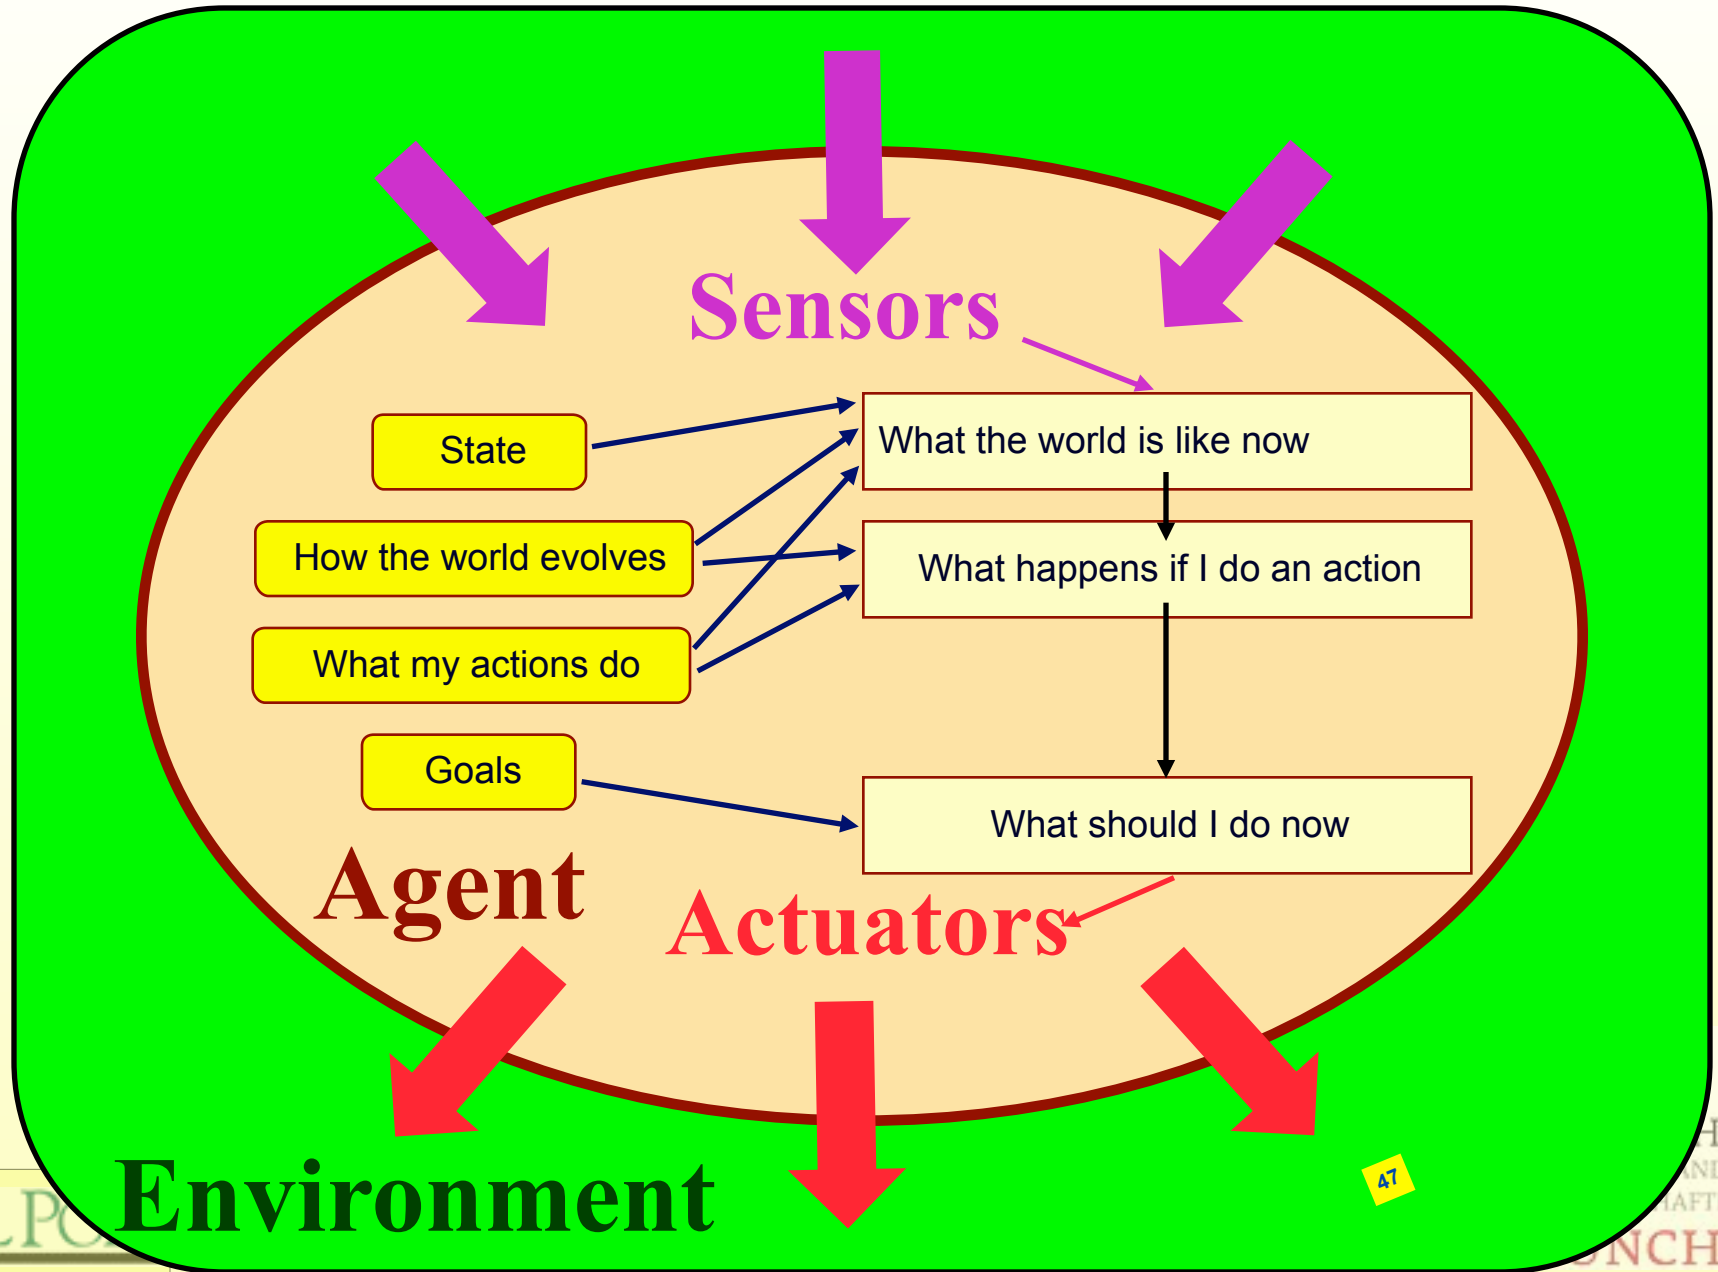 Sensors
State
What the world is like now
How the world evolves
What happens if I do an action
What my actions do
Goals
What should I do now
Agent
Actuators
Environment
47